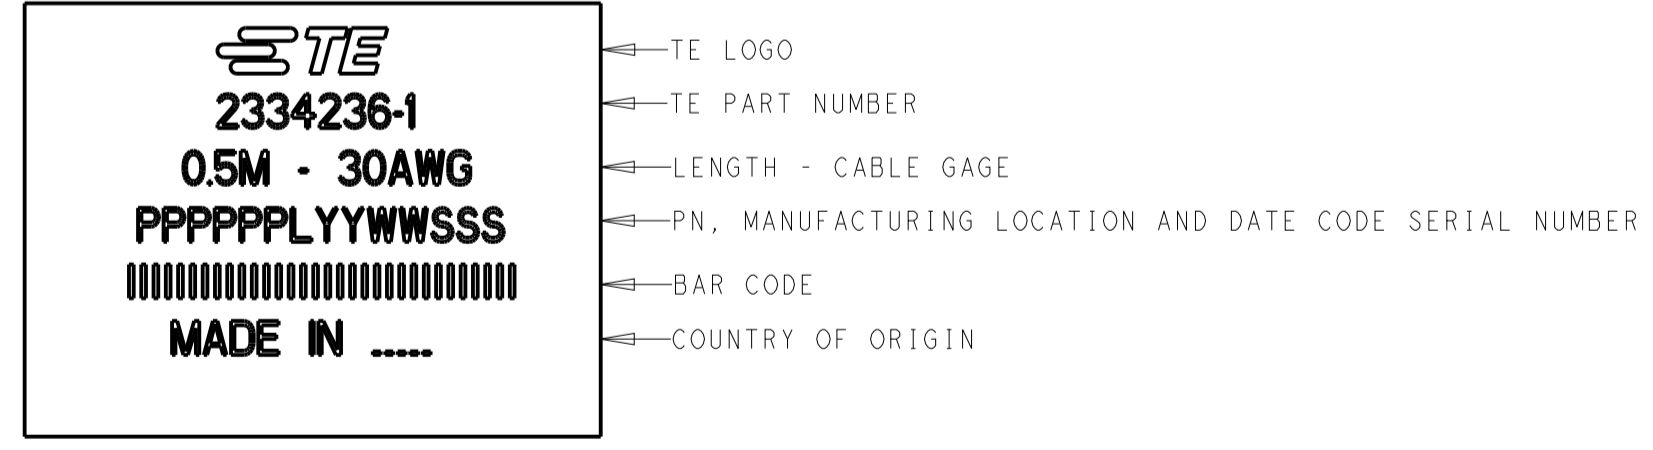 TE TE LOGO
2334236-1 TE PART NUMBER
0.5M - 30AWG LENGTH - CABLE GAGE
PPPPPPLYYWWSSS PN, MANUFACTURING LOCATION AND DATE CODE SERIAL NUMBER
BAR CODE
MADE IN ..... COUNTRY OF ORIGIN